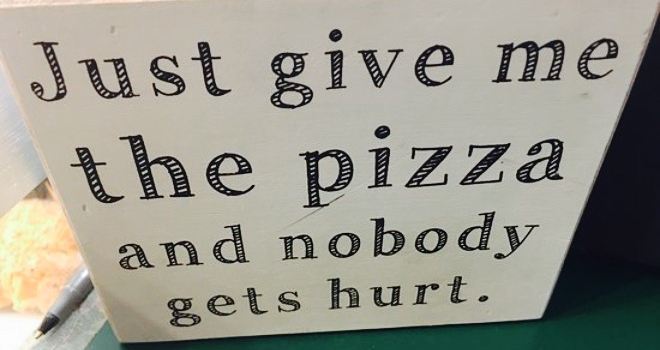 Just give me
the pizza
and nobody
gets hurt.